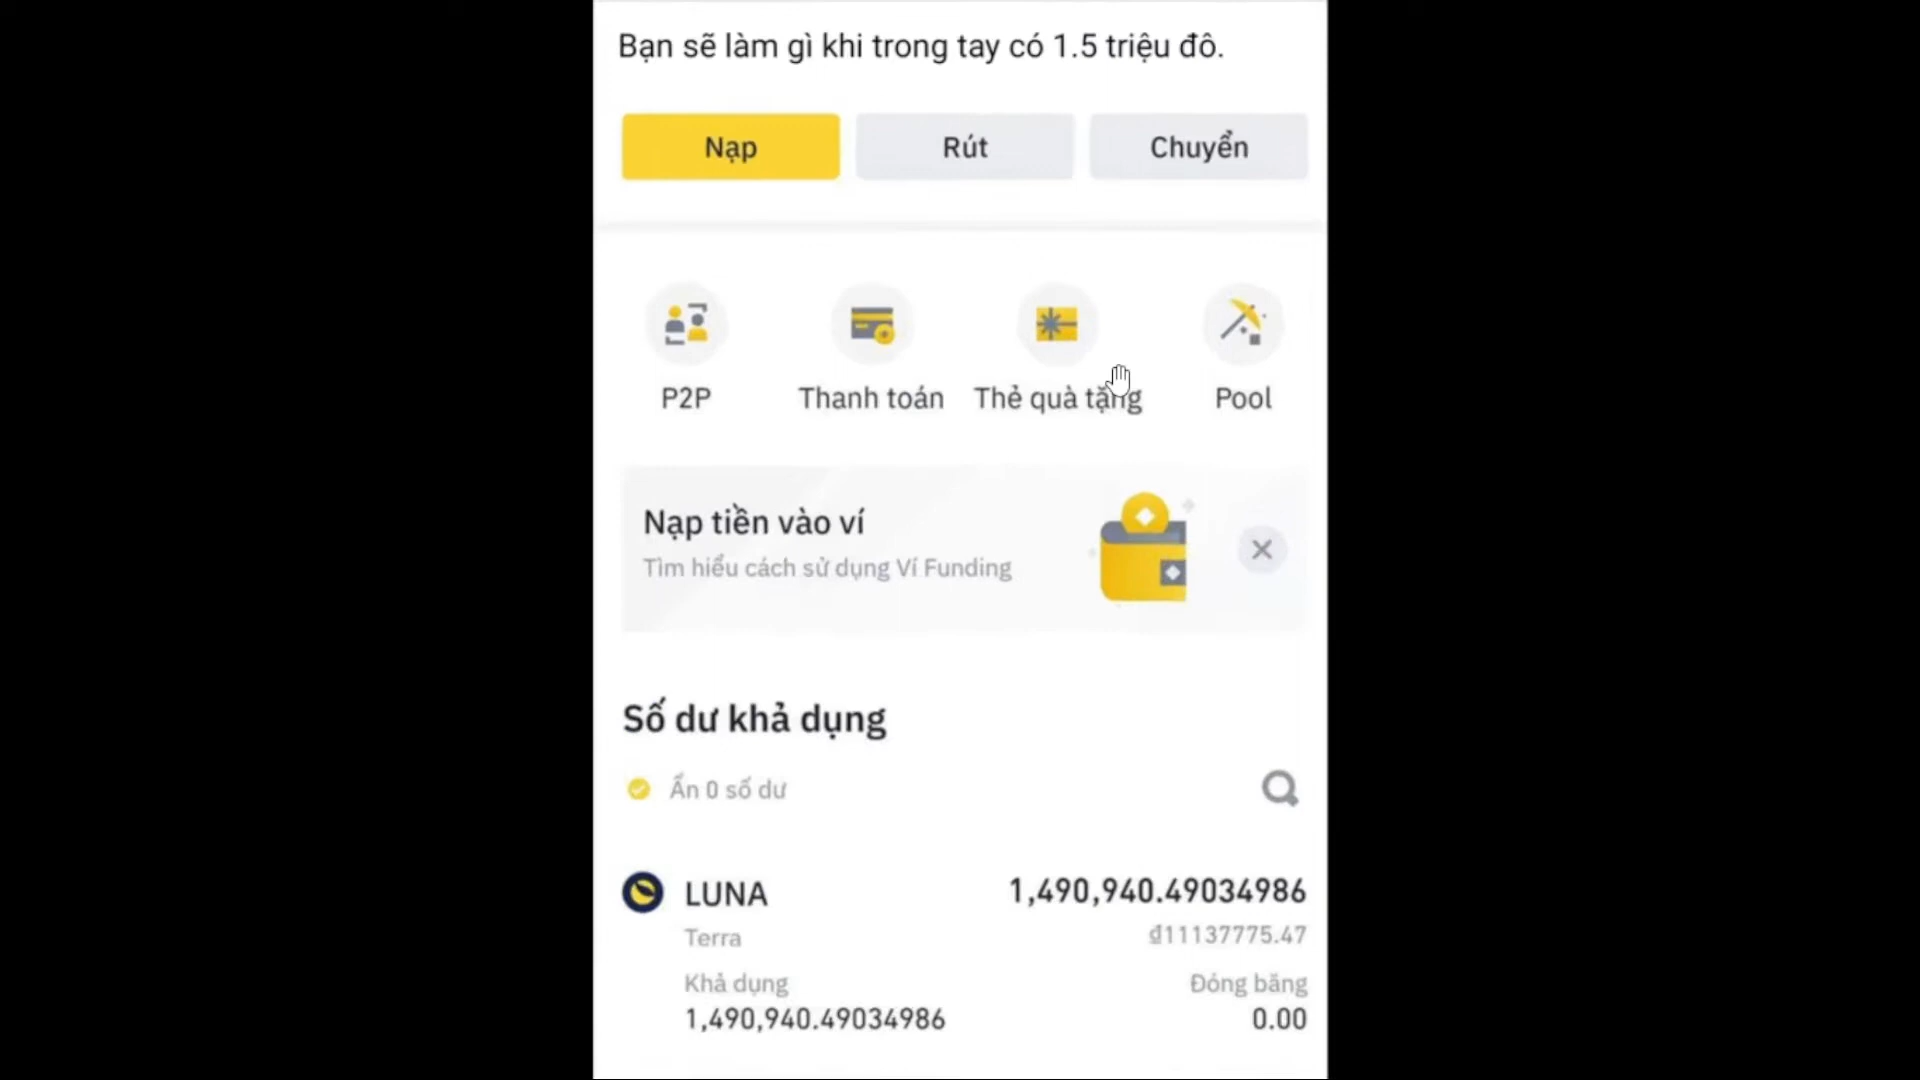 Bạn sẽ làm gì khi trong tay có 1.5 triệu đô.
Nạp Rút Chuyển
P2P Thanh toán Thẻ quà tặng Pool
Nạp tiền vào ví
Tìm hiểu cách sử dụng Ví Funding
Số dư khả dụng
Ẩn 0 số dư
LUNA 1,490,940.49034986
Terra ₫11137775.47
Khả dụng Đóng băng
1,490,940.49034986 0.00